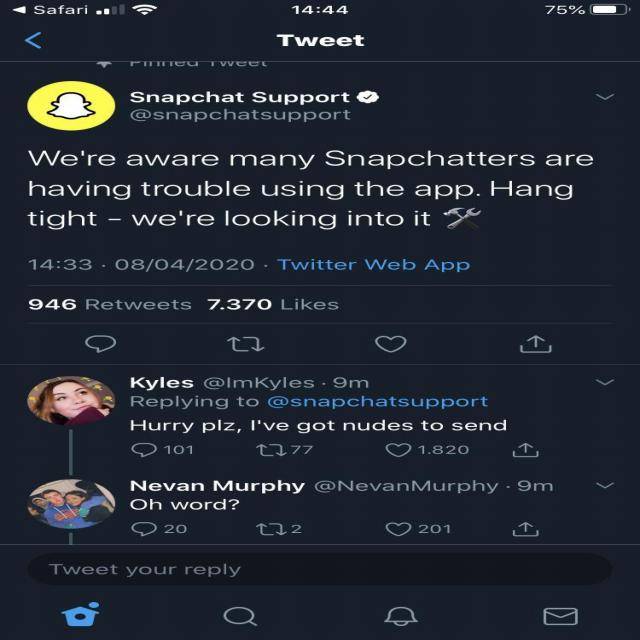 ◄ Safari 14:44 75%
Tweet
Pinned Tweet
Snapchat Support
@snapchatsupport
We're aware many Snapchatters are
having trouble using the app. Hang
tight - we're looking into it 🛠
14:33 · 08/04/2020 · Twitter Web App
946 Retweets 7.370 Likes
Kyles @ImKyles · 9m
Replying to @snapchatsupport
Hurry plz, I've got nudes to send
101 77 1.820
Nevan Murphy @NevanMurphy · 9m
Oh word?
20 2 201
Tweet your reply